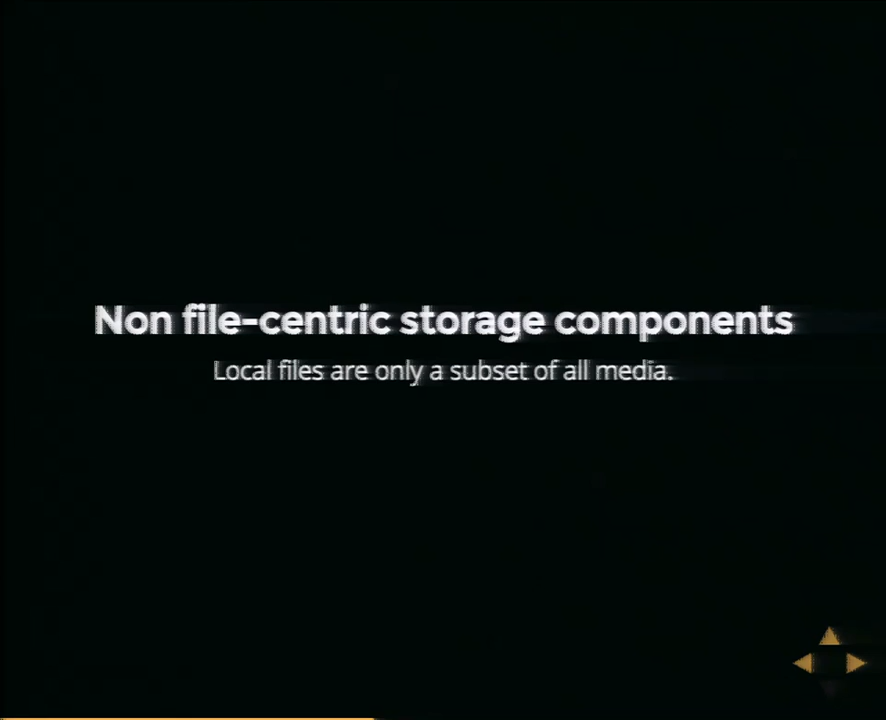 Non file-centric storage components
Local files are only a subset of all media.